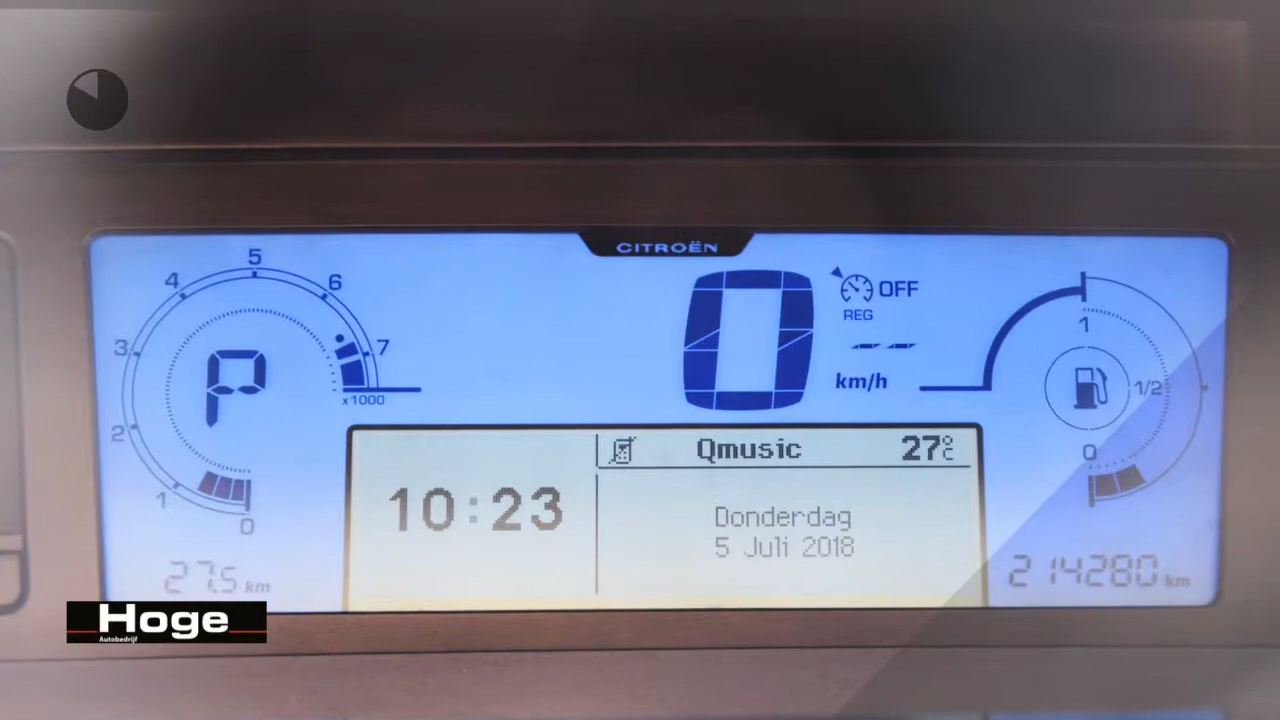 CITROËN
5
4
6
3
7
2
1
0
x1000
P
27.5 km
0
OFF
REG
-- --
km/h
1
1/2
0
Qmusic 27°C
10:23
Donderdag
5 Juli 2018
214280 km
Hoge
Autobedrijf